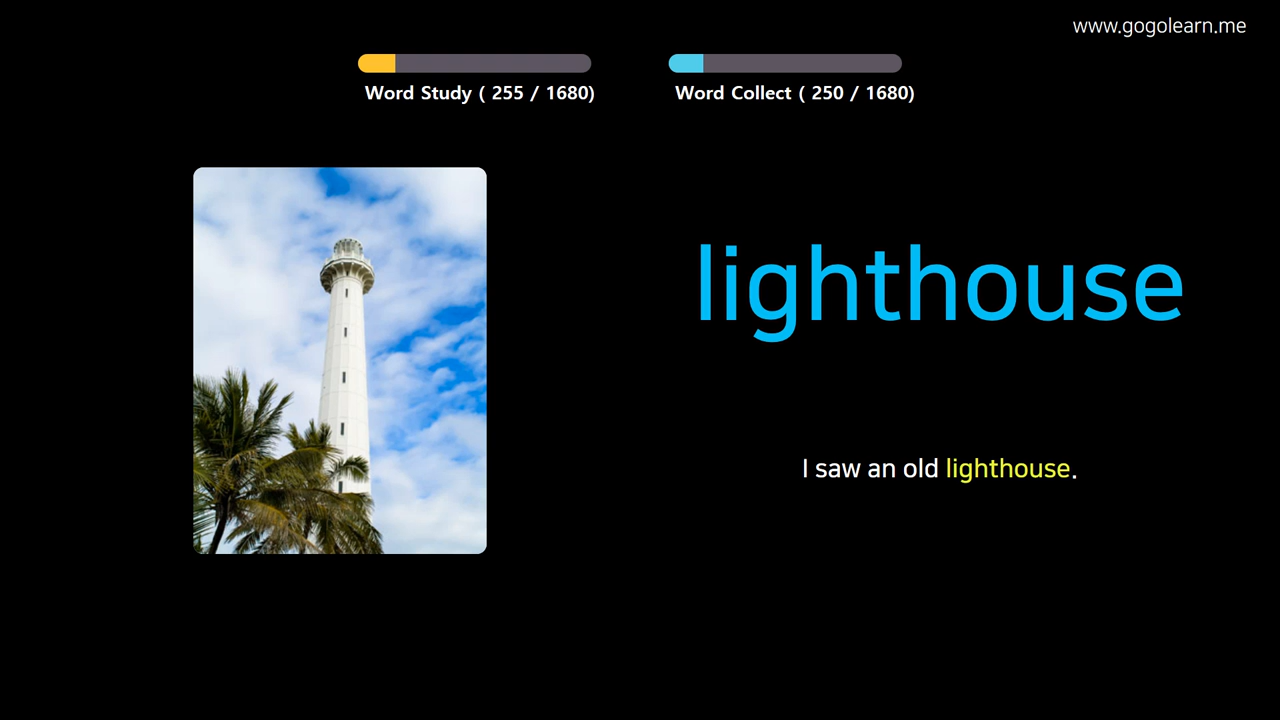 www.gogolearn.me
Word Study ( 255 / 1680)
Word Collect ( 250 / 1680)
lighthouse
I saw an old lighthouse.